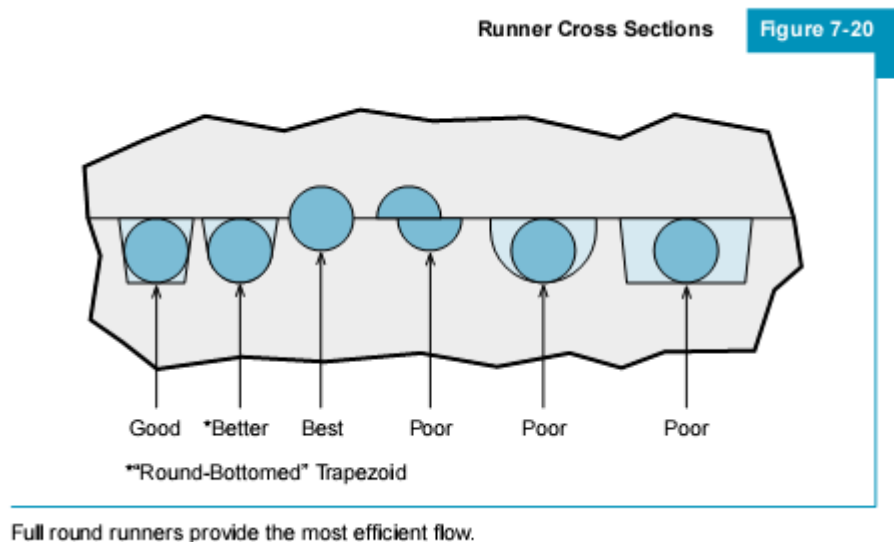 Runner Cross Sections
Figure 7-20
Good *Better Best Poor Poor Poor
*"Round-Bottomed" Trapezoid
Full round runners provide the most efficient flow.